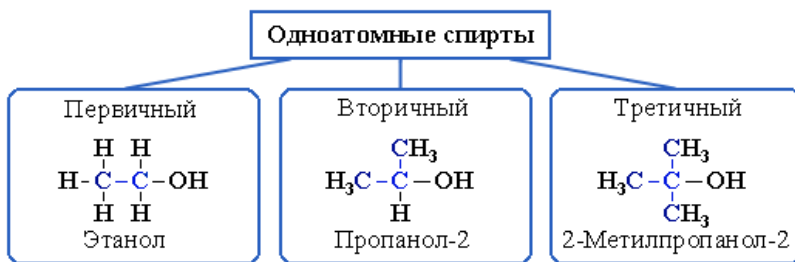 Одноатомные спирты
Первичный
H H
H-C-C-OH
H H
Этанол
Вторичный
CH₃
H₃C-C-OH
H
Пропанол-2
Третичный
CH₃
H₃C-C-OH
CH₃
2-Метилпропанол-2